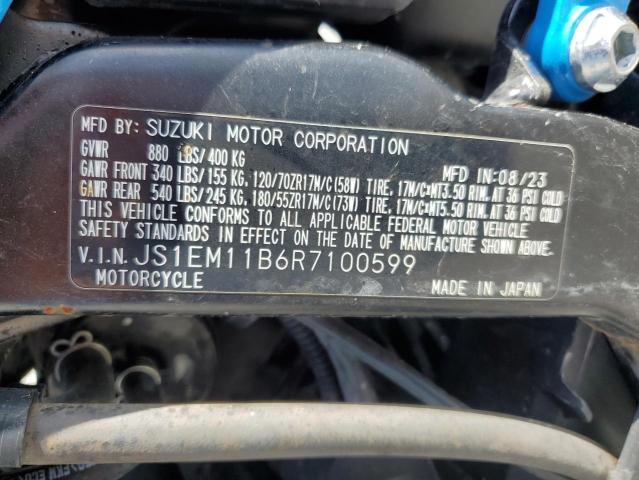 MFD BY: SUZUKI MOTOR CORPORATION
GVWR 880 LBS/400 KG MFD IN:08/23
GAWR FRONT 340 LBS/155 KG, 120/70ZR17M/C(58W) TIRE, 17M/C×MT3.50 RIM. AT 36 PSI COLD
GAWR REAR 540 LBS/245 KG, 180/55ZR17M/C(73W) TIRE, 17M/C×MT5.50 RIM. AT 36 PSI COLD
THIS VEHICLE CONFORMS TO ALL APPLICABLE FEDERAL MOTOR VEHICLE
SAFETY STANDARDS IN EFFECT ON THE DATE OF MANUFACTURE SHOWN ABOVE.
V.I.N. JS1EM11B6R7100599
MOTORCYCLE MADE IN JAPAN